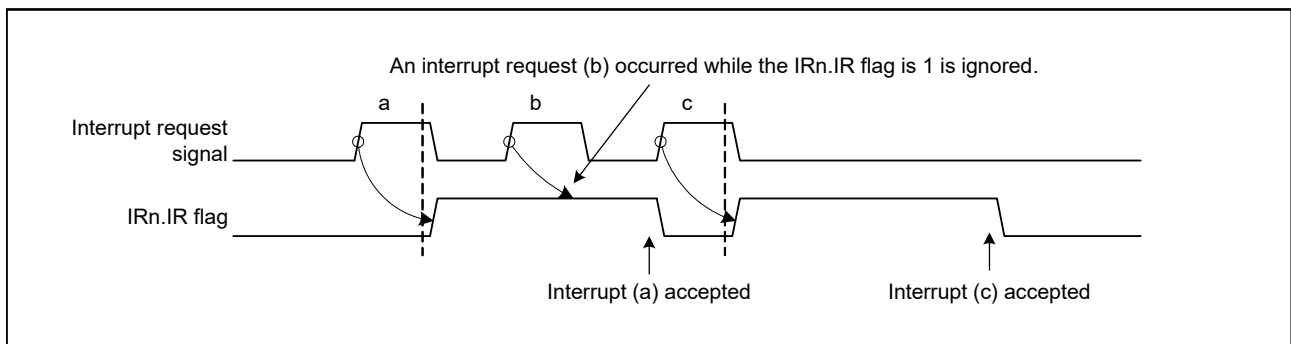 An interrupt request (b) occurred while the IRn.IR flag is 1 is ignored.
a
b
c
Interrupt request
signal
IRn.IR flag
Interrupt (a) accepted
Interrupt (c) accepted